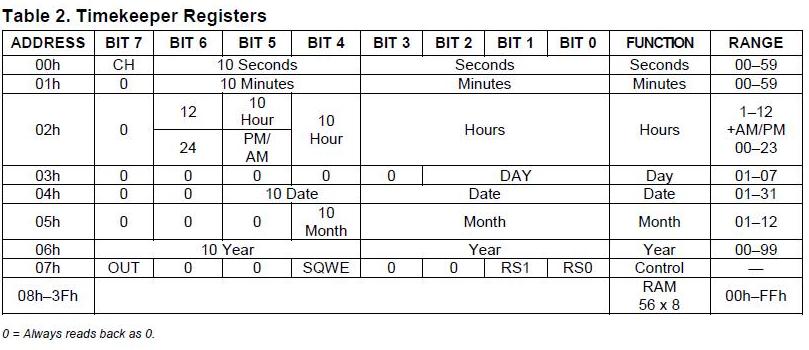 Table 2. Timekeeper Registers
ADDRESS BIT 7 BIT 6 BIT 5 BIT 4 BIT 3 BIT 2 BIT 1 BIT 0 FUNCTION RANGE
00h CH 10 Seconds Seconds Seconds 00–59
01h 0 10 Minutes Minutes Minutes 00–59
02h 0 12 10 Hour 10 Hour Hours Hours 1–12 +AM/PM 00–23
24 PM/AM
03h 0 0 0 0 0 DAY Day 01–07
04h 0 0 10 Date Date Date 01–31
05h 0 0 0 10 Month Month Month 01–12
06h 10 Year Year Year 00–99
07h OUT 0 0 SQWE 0 0 RS1 RS0 Control —
08h–3Fh RAM 56 x 8 00h–FFh
0 = Always reads back as 0.